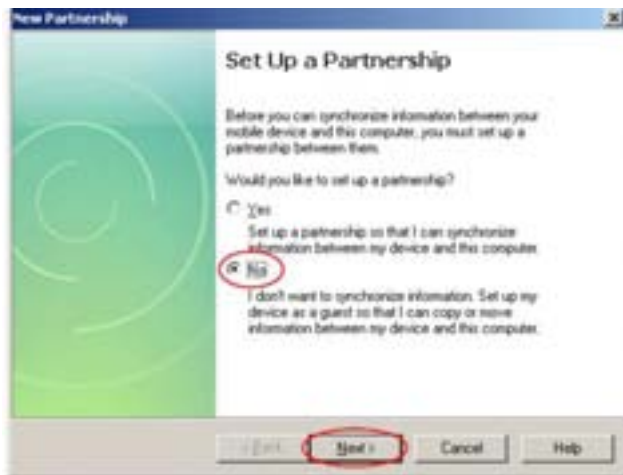 New Partnership
Set Up a Partnership
Before you can synchronize information between your
mobile device and this computer, you must set up a
partnership between them.
Would you like to set up a partnership?
Yes
Set up a partnership so that I can synchronize
information between my device and this computer.
No
I don't want to synchronize information. Set up my
device as a guest so that I can copy or move
information between my device and this computer.
< Back
Next >
Cancel
Help